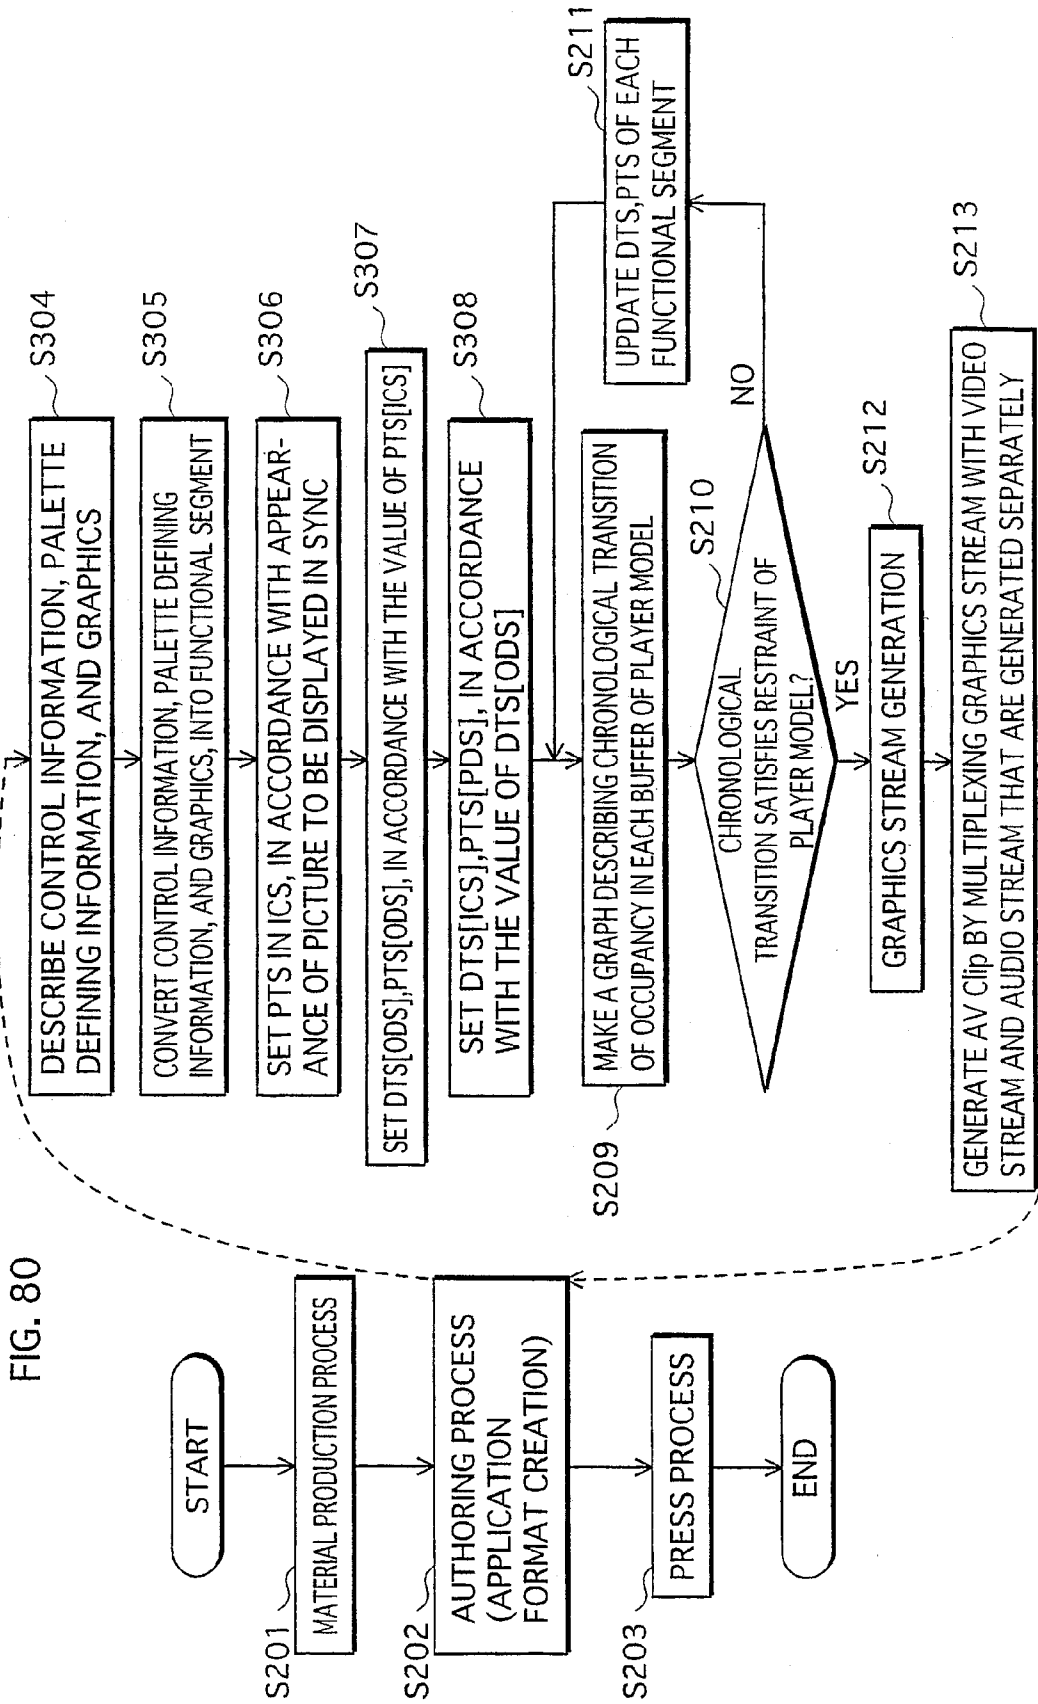 FIG. 80
START
S201
MATERIAL PRODUCTION PROCESS
S202
AUTHORING PROCESS
(APPLICATION
FORMAT CREATION)
S203
PRESS PROCESS
END
S304
DESCRIBE CONTROL INFORMATION, PALETTE
DEFINING INFORMATION, AND GRAPHICS
S305
CONVERT CONTROL INFORMATION, PALETTE DEFINING
INFORMATION, AND GRAPHICS, INTO FUNCTIONAL SEGMENT
S306
SET PTS IN ICS, IN ACCORDANCE WITH APPEAR-
ANCE OF PICTURE TO BE DISPLAYED IN SYNC
S307
SET DTS[ODS],PTS[ODS], IN ACCORDANCE WITH THE VALUE OF PTS[ICS]
S308
SET DTS[ICS],PTS[PDS], IN ACCORDANCE
WITH THE VALUE OF DTS[ODS]
S209
MAKE A GRAPH DESCRIBING CHRONOLOGICAL TRANSITION
OF OCCUPANCY IN EACH BUFFER OF PLAYER MODEL
S210
CHRONOLOGICAL
TRANSITION SATISFIES RESTRAINT OF
PLAYER MODEL?
NO
YES
S211
UPDATE DTS,PTS OF EACH
FUNCTIONAL SEGMENT
S212
GRAPHICS STREAM GENERATION
S213
GENERATE AV Clip BY MULTIPLEXING GRAPHICS STREAM WITH VIDEO
STREAM AND AUDIO STREAM THAT ARE GENERATED SEPARATELY